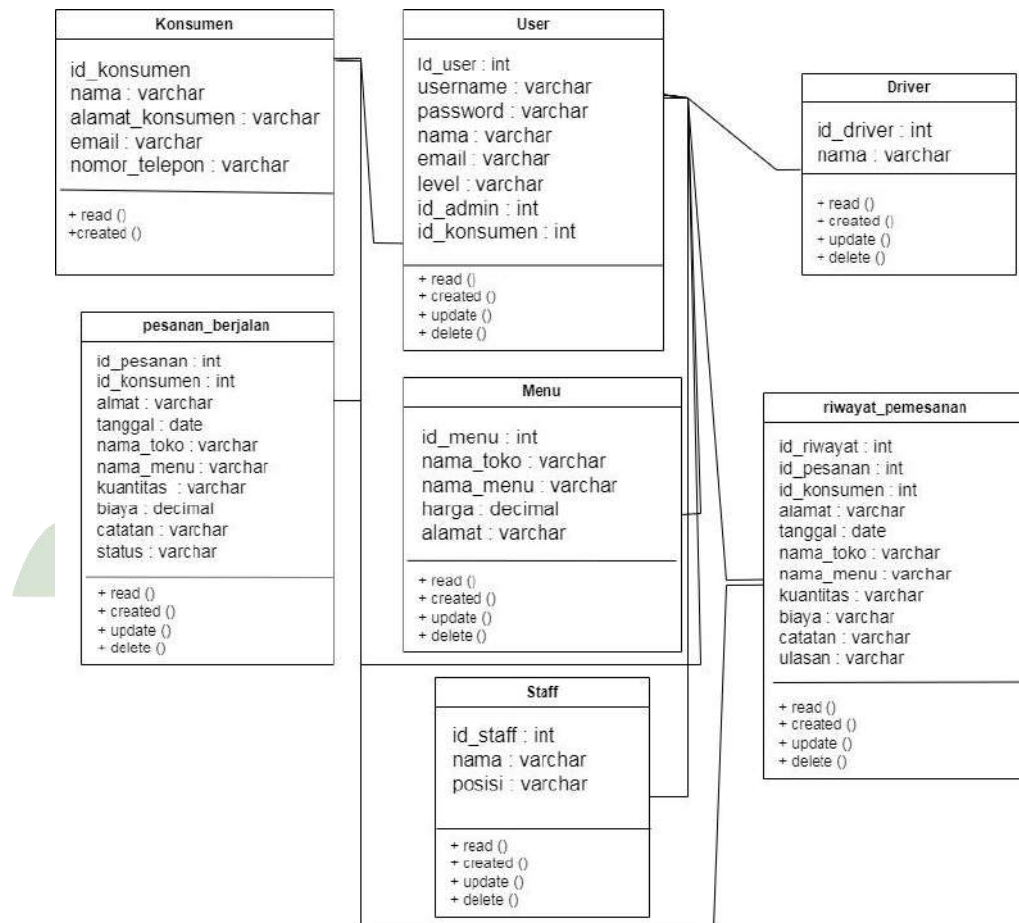 Konsumen
id_konsumen
nama : varchar
alamat_konsumen : varchar
email : varchar
nomor_telepon : varchar
+ read ()
+created ()
User
Id_user : int
username : varchar
password : varchar
nama : varchar
email : varchar
level : varchar
id_admin : int
id_konsumen : int
+ read ()
+ created ()
+ update ()
+ delete ()
Driver
id_driver : int
nama : varchar
+ read ()
+ created ()
+ update ()
+ delete ()
pesanan_berjalan
id_pesanan : int
id_konsumen : int
almat : varchar
tanggal : date
nama_toko : varchar
nama_menu : varchar
kuantitas : varchar
biaya : decimal
catatan : varchar
status : varchar
+ read ()
+ created ()
+ update ()
+ delete ()
Menu
id_menu : int
nama_toko : varchar
nama_menu : varchar
harga : decimal
alamat : varchar
+ read ()
+ created ()
+ update ()
+ delete ()
riwayat_pemesanan
id_riwayat : int
id_pesanan : int
id_konsumen : int
alamat : varchar
tanggal : date
nama_toko : varchar
nama_menu : varchar
kuantitas : varchar
biaya : varchar
catatan : varchar
ulasan : varchar
+ read ()
+ created ()
+ update ()
+ delete ()
Staff
id_staff : int
nama : varchar
posisi : varchar
+ read ()
+ created ()
+ update ()
+ delete ()